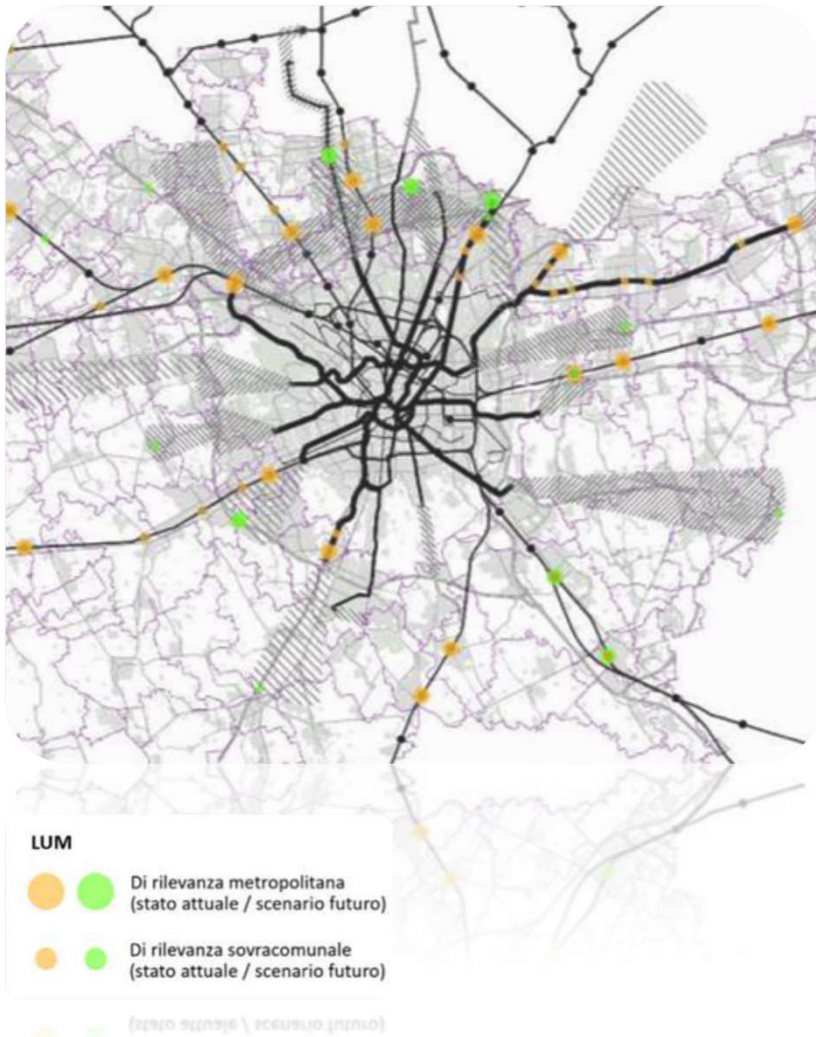 LUM
Di rilevanza metropolitana
(stato attuale / scenario futuro)
Di rilevanza sovracomunale
(stato attuale / scenario futuro)